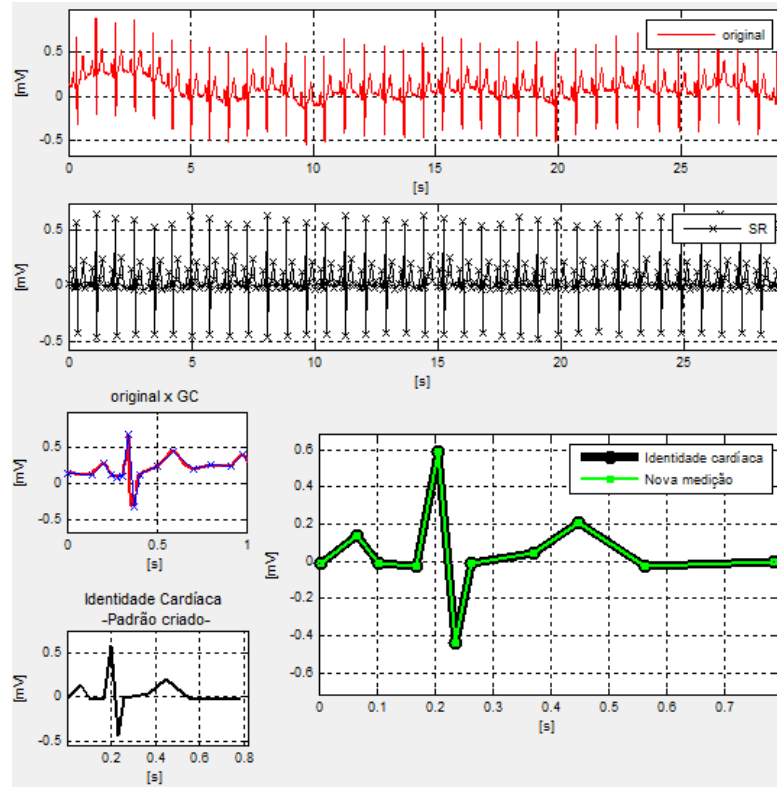 0.5
0
-0.5
[mV]
original
0 5 10 15 20 25
[s]
0.5
0
-0.5
[mV]
SR
0 5 10 15 20 25
[s]
original x GC
0.5
0
-0.5
[mV]
0 0.5 1
[s]
Identidade Cardíaca
-Padrão criado-
0.5
0
-0.5
[mV]
0.2 0.4 0.6 0.8
[s]
0.6
0.4
0.2
0
-0.2
-0.4
-0.6
[mV]
Identidade cardíaca
Nova medição
0 0.1 0.2 0.3 0.4 0.5 0.6 0.7
[s]